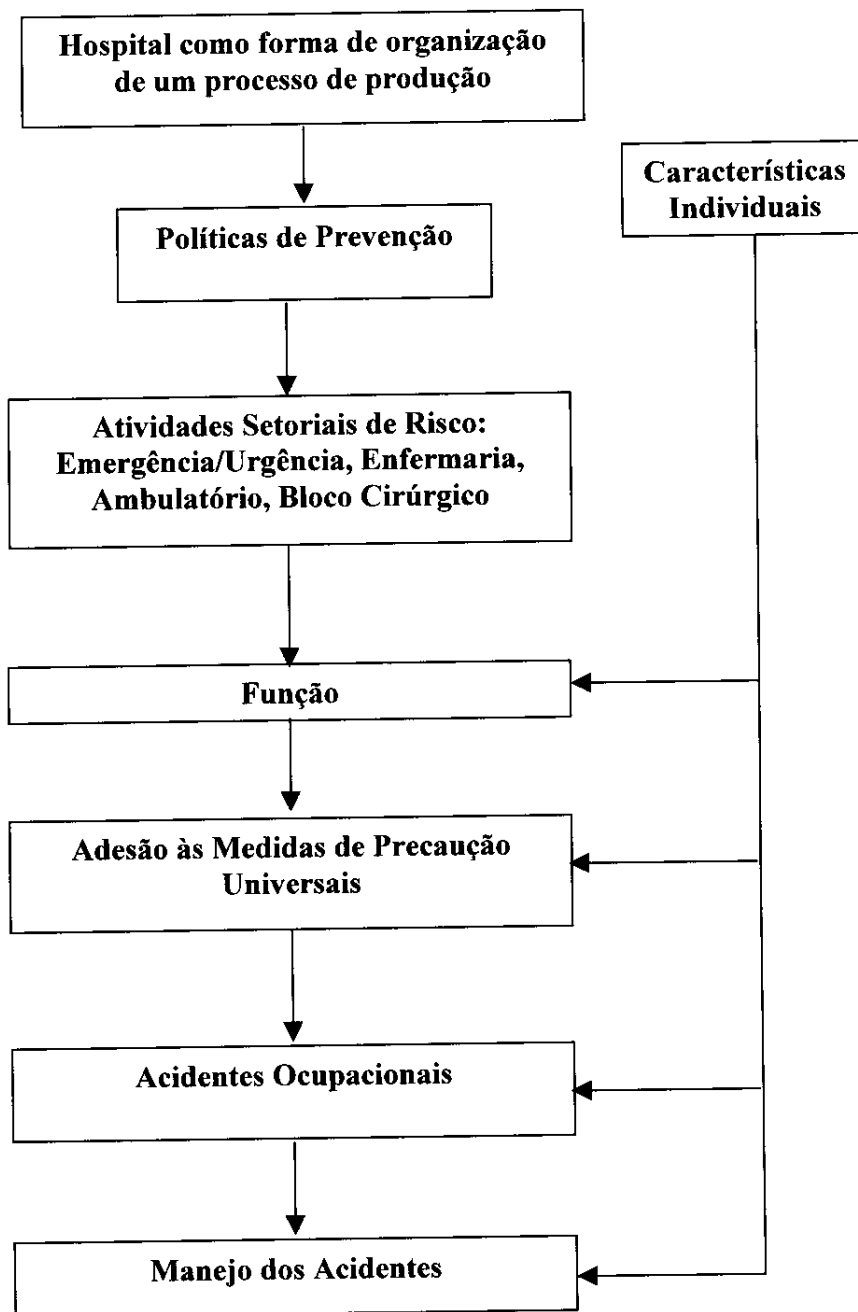 Hospital como forma de organização
de um processo de produção
Características
Individuais
Políticas de Prevenção
Atividades Setoriais de Risco:
Emergência/Urgência, Enfermaria,
Ambulatório, Bloco Cirúrgico
Função
Adesão às Medidas de Precaução
Universais
Acidentes Ocupacionais
Manejo dos Acidentes